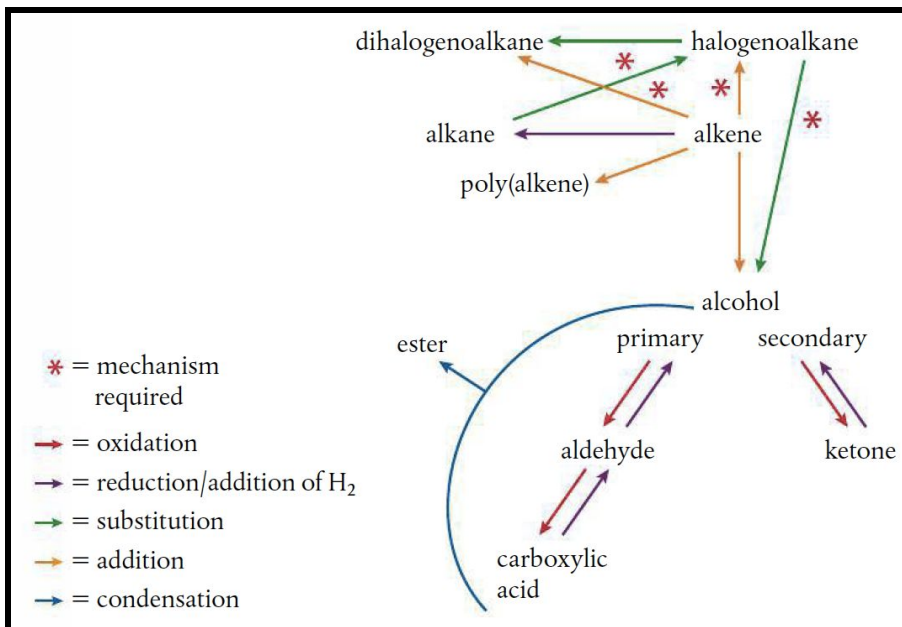 dihalogenoalkane
halogenoalkane
*
*
*
*
alkane
alkene
poly(alkene)
alcohol
primary
secondary
ester
aldehyde
ketone
carboxylic
acid
* = mechanism
required
= oxidation
= reduction/addition of H₂
= substitution
= addition
= condensation